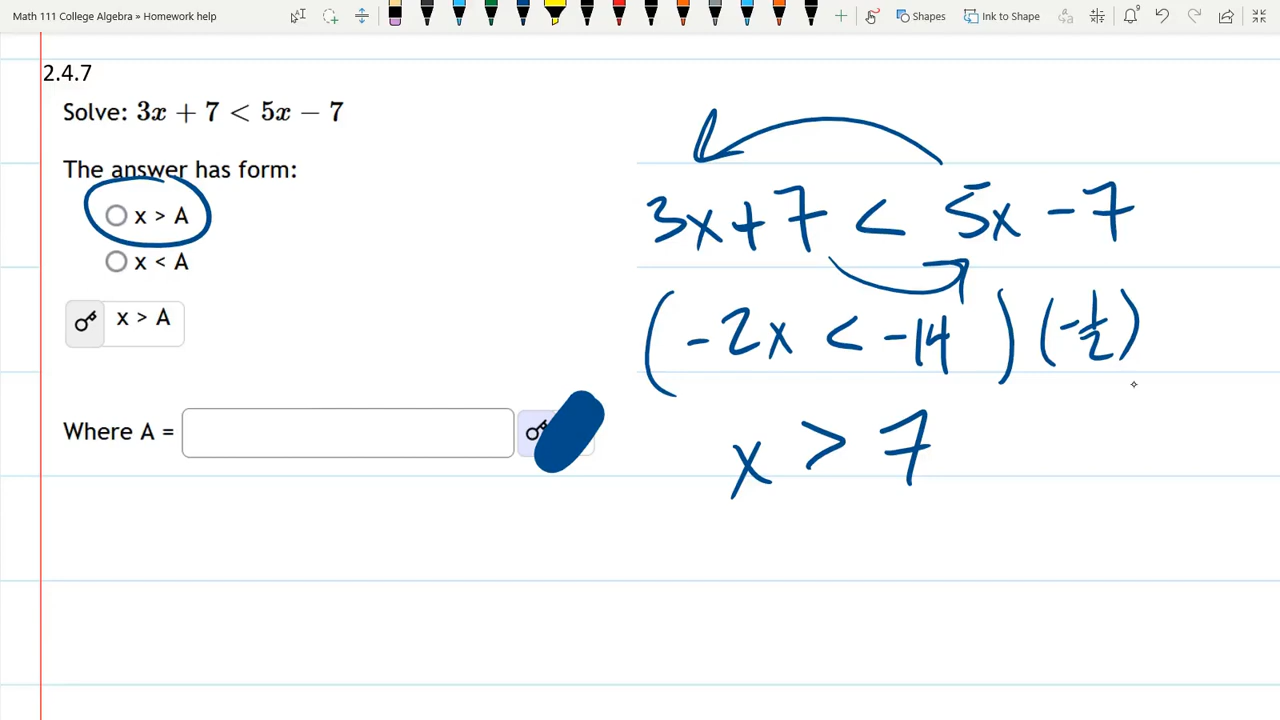 Math 111 College Algebra » Homework help
Shapes
Ink to Shape
2.4.7
Solve: 3x + 7 < 5x − 7
The answer has form:
x > A
x < A
x > A
Where A =
3x + 7 < 5x − 7
(-2x < -14)(-1/2)
x > 7